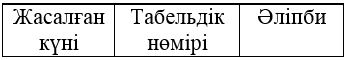 Жасалған күні
Табельдік нөмірі
Әліпби